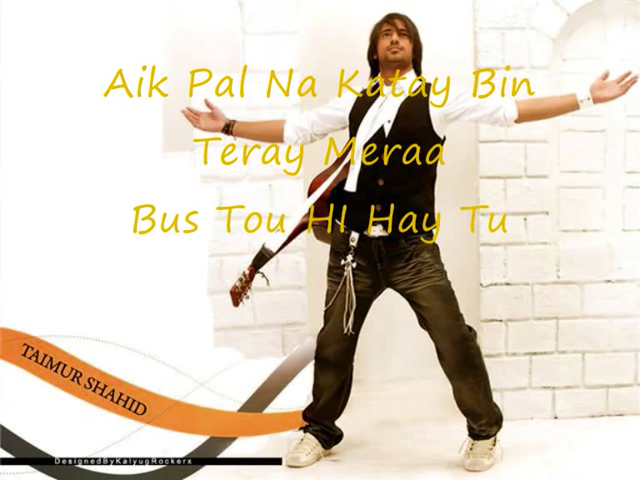 Aik Pal Na Katay Bin
Teray Meraa
Bus Tou HI Hay Tu
TAIMUR SHAHID
DesignedByKalyugRockerx